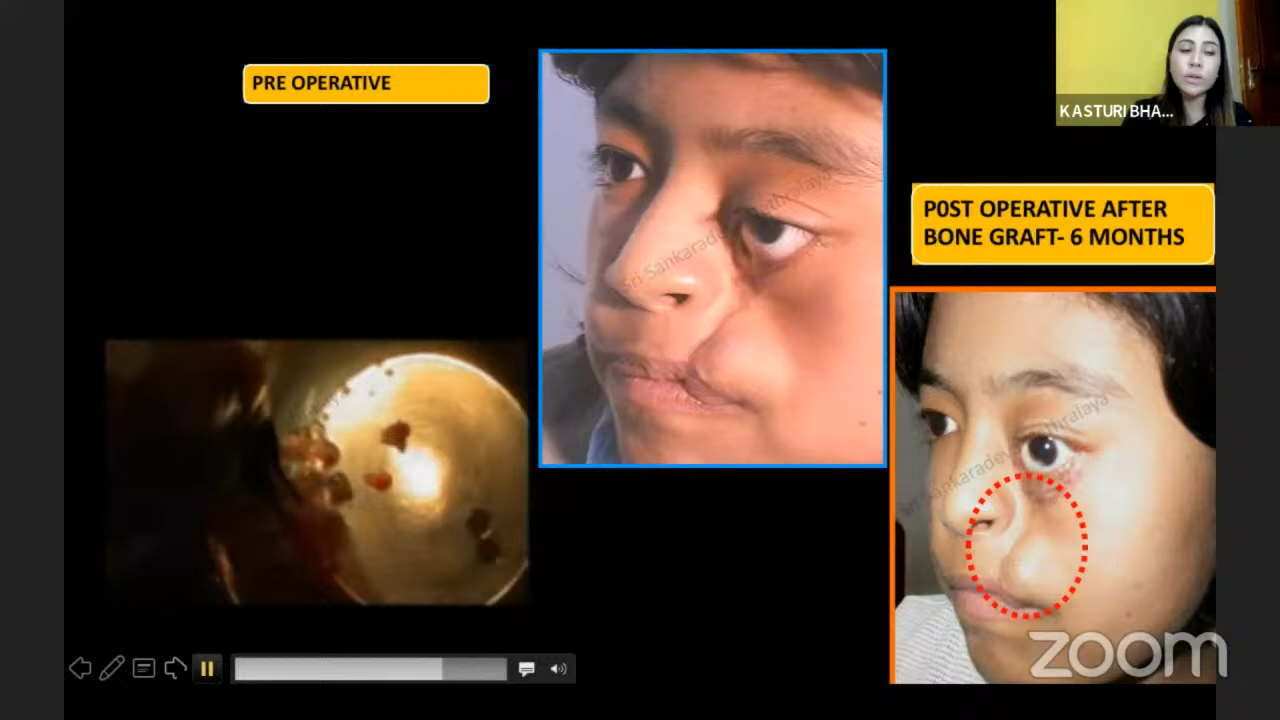 PRE OPERATIVE
KASTURI BHA...
P0ST OPERATIVE AFTER
BONE GRAFT- 6 MONTHS
zoom